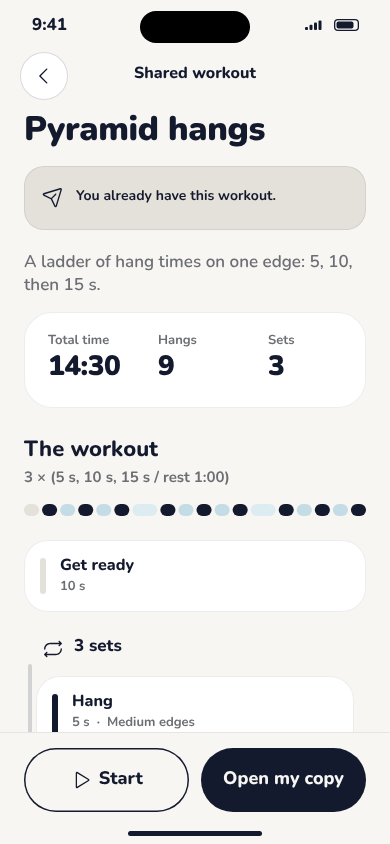 9:41
Shared workout
Pyramid hangs
You already have this workout.
A ladder of hang times on one edge: 5, 10,
then 15 s.
Total time Hangs Sets
14:30 9 3
The workout
3 × (5 s, 10 s, 15 s / rest 1:00)
Get ready
10 s
3 sets
Hang
5 s · Medium edges
Start Open my copy